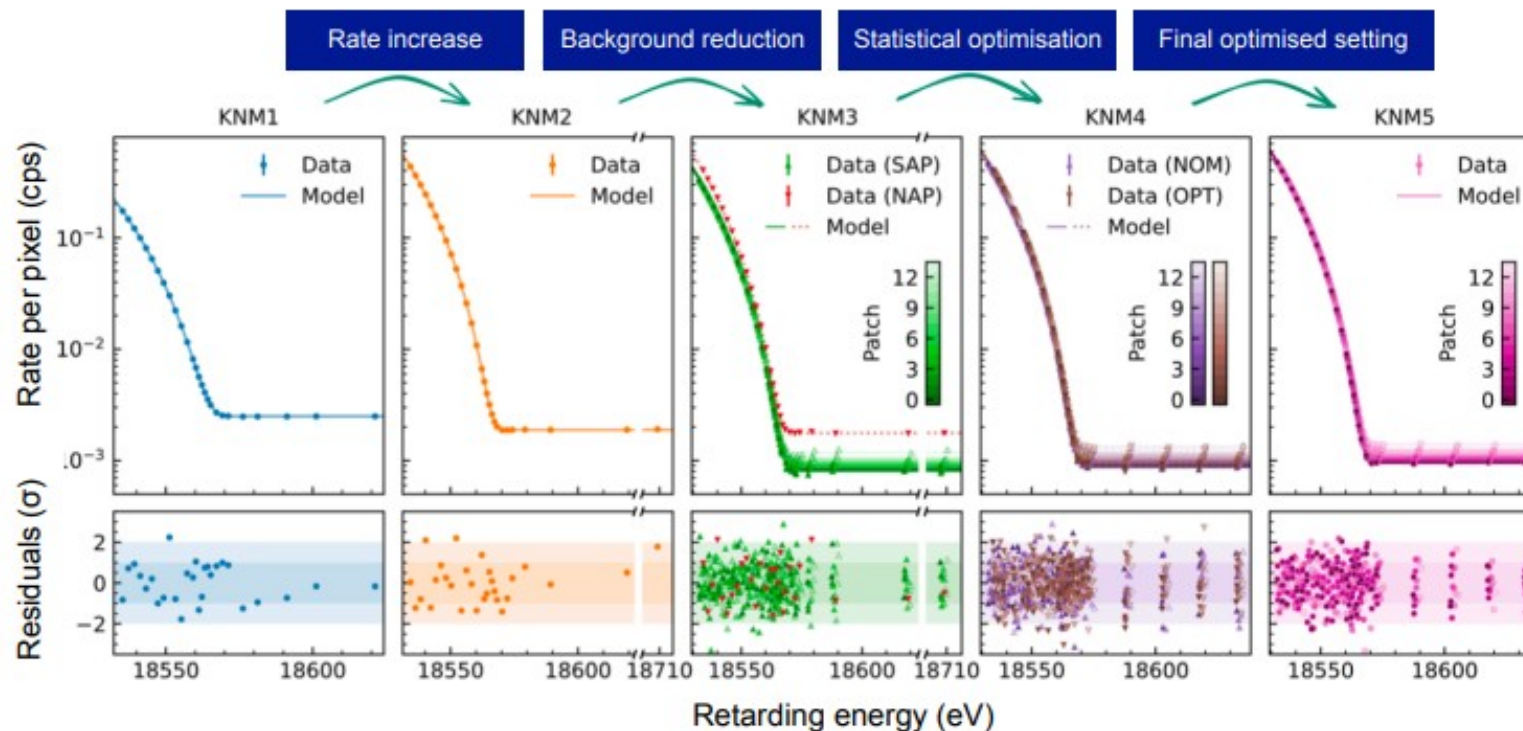 Rate increase
Background reduction
Statistical optimisation
Final optimised setting
KNM1
KNM2
KNM3
KNM4
KNM5
Rate per pixel (cps)
10⁻¹
10⁻²
10⁻³
Data
Model
Data
Model
Data (SAP)
Data (NAP)
Model
Patch
12
9
6
3
0
Data (NOM)
Data (OPT)
Model
Patch
12
9
6
3
0
Data
Model
Patch
12
9
6
3
0
Residuals (σ)
2
0
−2
18550 18600
18550 18600 18710
18550 18600 18710
18550 18600
18550 18600
Retarding energy (eV)